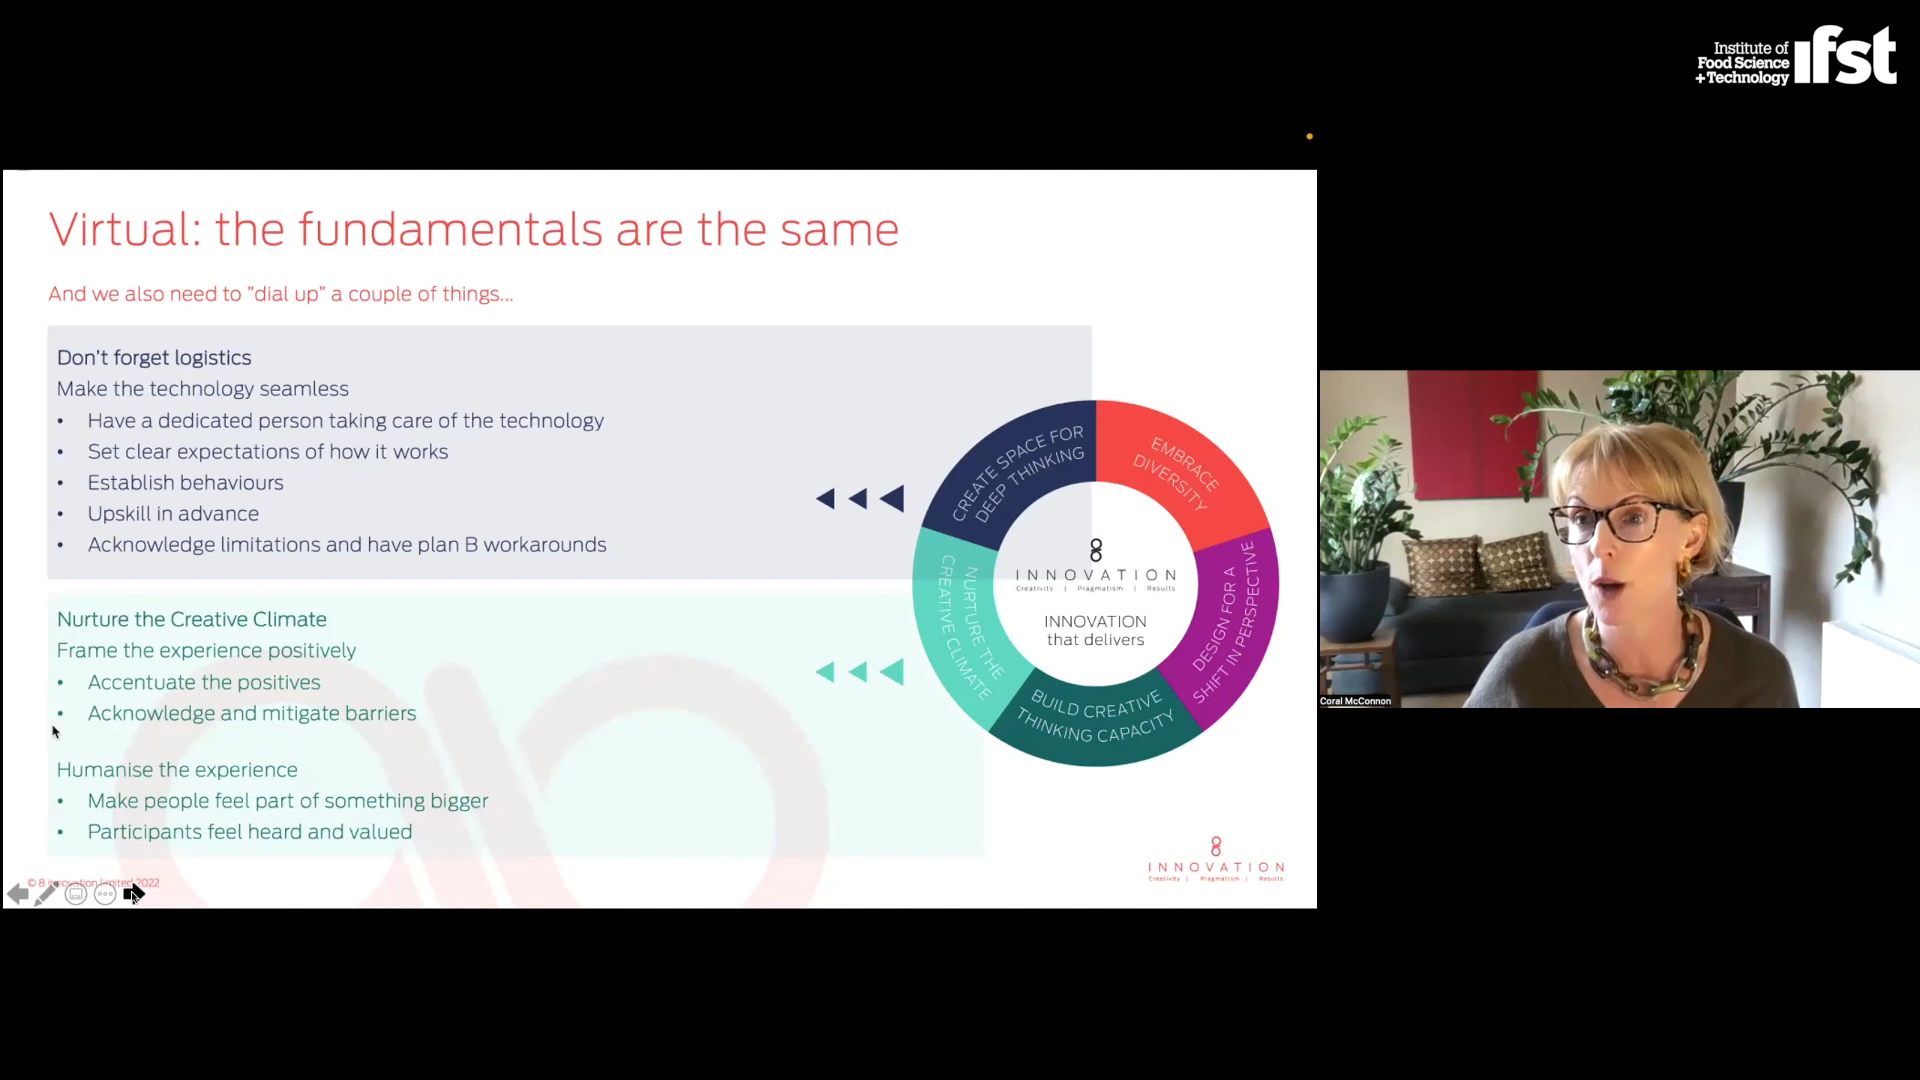 Institute of
Food Science
+Technology
ifst
Virtual: the fundamentals are the same
And we also need to "dial up" a couple of things...
Don't forget logistics
Make the technology seamless
• Have a dedicated person taking care of the technology
• Set clear expectations of how it works
• Establish behaviours
• Upskill in advance
• Acknowledge limitations and have plan B workarounds
Nurture the Creative Climate
Frame the experience positively
• Accentuate the positives
• Acknowledge and mitigate barriers
Humanise the experience
• Make people feel part of something bigger
• Participants feel heard and valued
CREATE SPACE FOR
DEEP THINKING
EMBRACE
DIVERSITY
DESIGN FOR A
SHIFT IN PERSPECTIVE
BUILD CREATIVE
THINKING CAPACITY
NURTURE THE
CREATIVE CLIMATE
8
INNOVATION
Creativity | Pragmatism | Results
INNOVATION
that delivers
Coral McConnon
8
INNOVATION
Creativity | Pragmatism | Results
© 8 innovation limited 2022